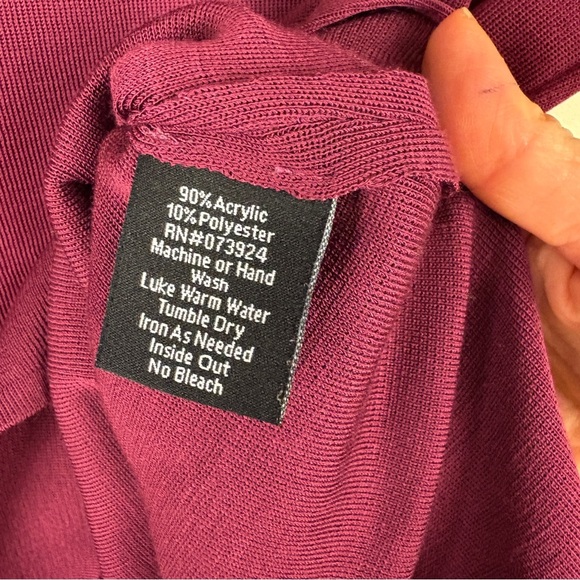 90% Acrylic
10% Polyester
RN#073924
Machine or Hand
Wash
Luke Warm Water
Tumble Dry
Iron As Needed
Inside Out
No Bleach